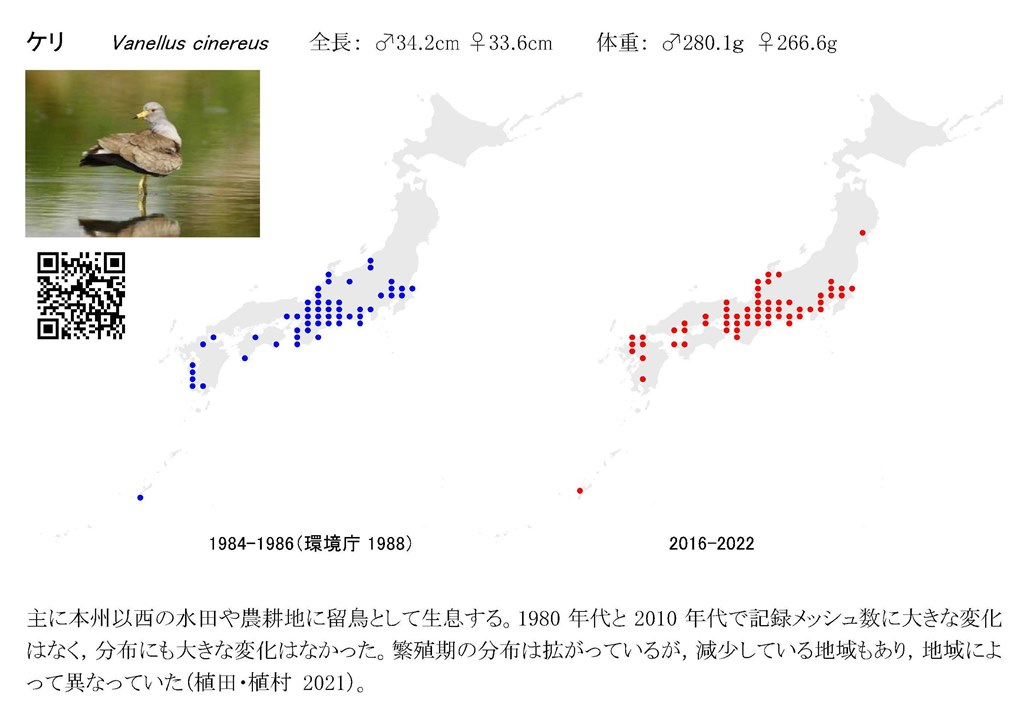 ケリ Vanellus cinereus 全長： ♂34.2cm ♀33.6cm 体重： ♂280.1g ♀266.6g
1984-1986（環境庁 1988） 2016-2022
主に本州以西の水田や農耕地に留鳥として生息する。1980 年代と 2010 年代で記録メッシュ数に大きな変化
はなく，分布にも大きな変化はなかった。繁殖期の分布は拡がっているが，減少している地域もあり，地域によ
って異なっていた（植田・植村 2021）。